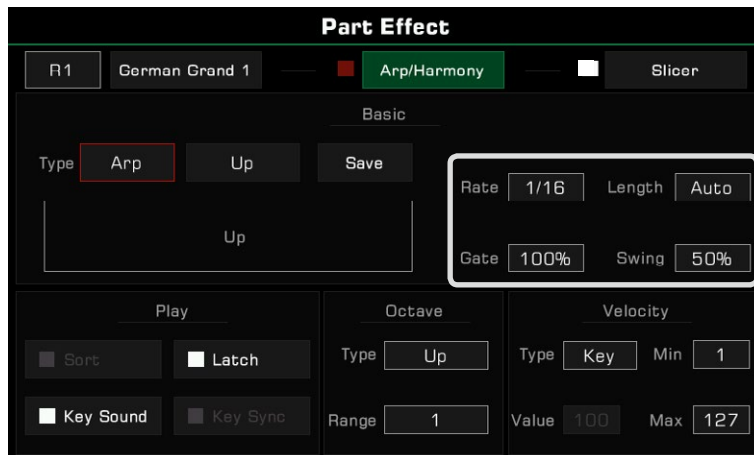 Part Effect
R1 German Grand 1 Arp/Harmony Slicer
Basic
Type Arp Up Save
Rate 1/16 Length Auto
Up
Gate 100% Swing 50%
Play Octave Velocity
Sort Latch Type Up Type Key Min 1
Key Sound Key Sync Range 1 Value 100 Max 127